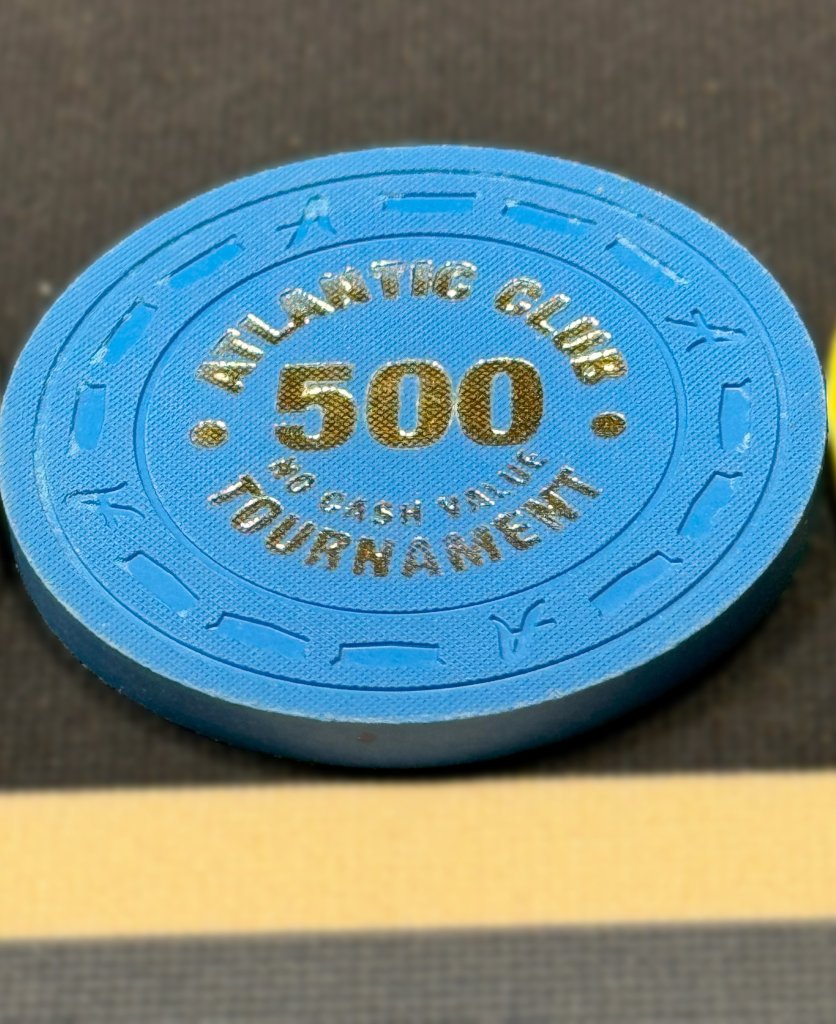 ATLANTIC CLUB
500
NO CASH VALUE
TOURNAMENT